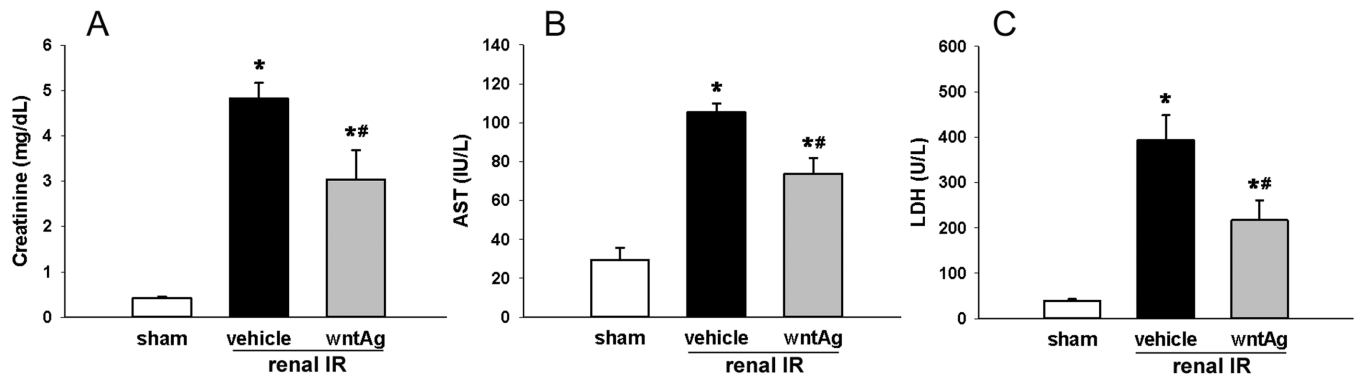 A
Creatinine (mg/dL)
6
5
4
3
2
1
0
*
*#
sham
vehicle
wntAg
renal IR
B
AST (IU/L)
140
120
100
80
60
40
20
0
*
*#
sham
vehicle
wntAg
renal IR
C
LDH (U/L)
600
500
400
300
200
100
0
*
*#
sham
vehicle
wntAg
renal IR